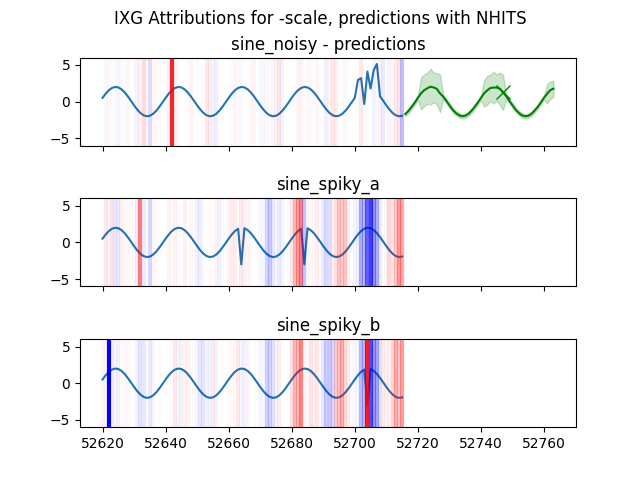 IXG Attributions for -scale, predictions with NHITS
sine_noisy - predictions
5
0
−5
sine_spiky_a
5
0
−5
sine_spiky_b
5
0
−5
52620 52640 52660 52680 52700 52720 52740 52760